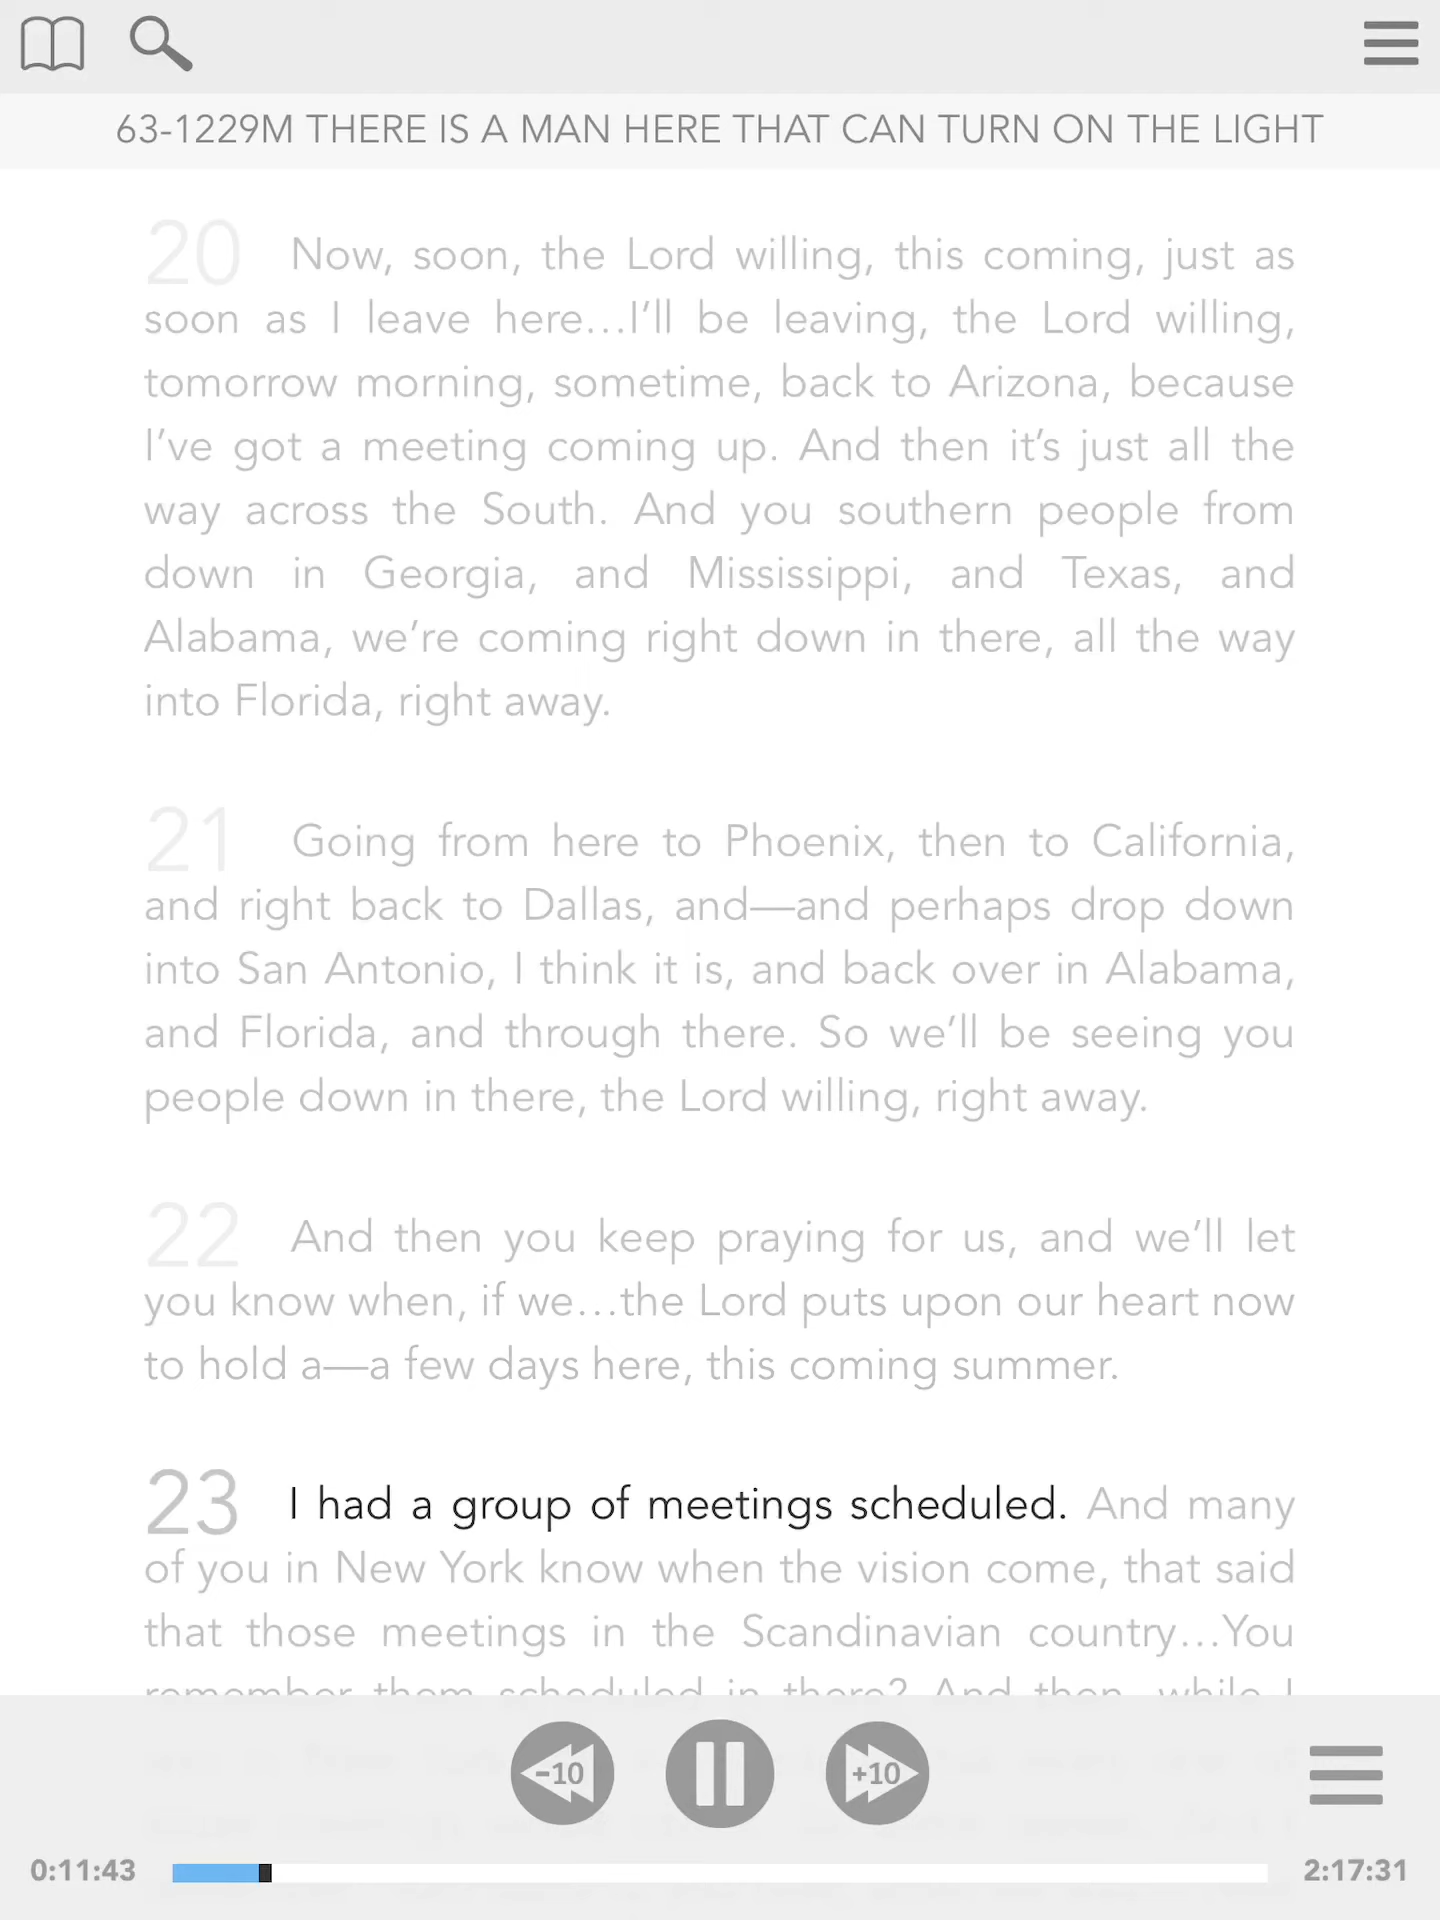 63-1229M THERE IS A MAN HERE THAT CAN TURN ON THE LIGHT
20 Now, soon, the Lord willing, this coming, just as
soon as I leave here…I’ll be leaving, the Lord willing,
tomorrow morning, sometime, back to Arizona, because
I’ve got a meeting coming up. And then it’s just all the
way across the South. And you southern people from
down in Georgia, and Mississippi, and Texas, and
Alabama, we’re coming right down in there, all the way
into Florida, right away.
21 Going from here to Phoenix, then to California,
and right back to Dallas, and—and perhaps drop down
into San Antonio, I think it is, and back over in Alabama,
and Florida, and through there. So we’ll be seeing you
people down in there, the Lord willing, right away.
22 And then you keep praying for us, and we’ll let
you know when, if we…the Lord puts upon our heart now
to hold a—a few days here, this coming summer.
23 I had a group of meetings scheduled. And many
of you in New York know when the vision come, that said
that those meetings in the Scandinavian country…You
remember them scheduled in there? And then, while I
-10 +10
0:11:43 2:17:31